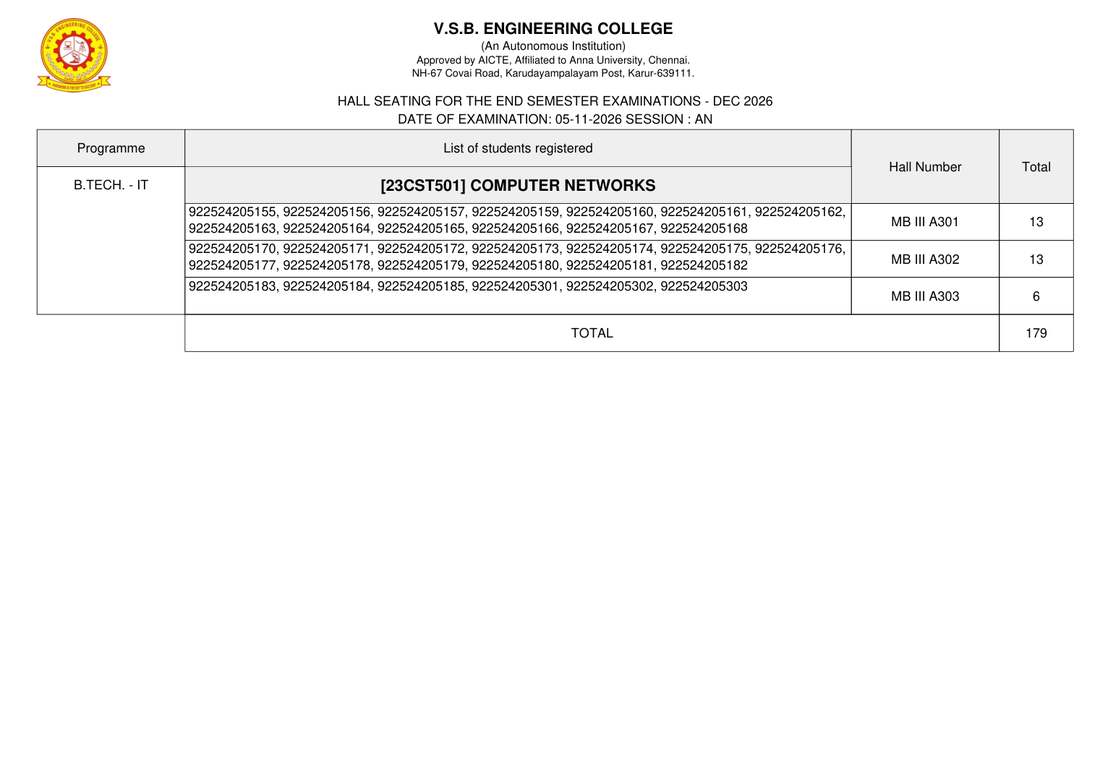 V.S.B. ENGINEERING COLLEGE
(An Autonomous Institution)
Approved by AICTE, Affiliated to Anna University, Chennai.
NH-67 Covai Road, Karudayampalayam Post, Karur-639111.
HALL SEATING FOR THE END SEMESTER EXAMINATIONS - DEC 2026
DATE OF EXAMINATION: 05-11-2026 SESSION : AN
Programme
List of students registered
Hall Number
Total
B.TECH. - IT
[23CST501] COMPUTER NETWORKS
922524205155, 922524205156, 922524205157, 922524205159, 922524205160, 922524205161, 922524205162,
922524205163, 922524205164, 922524205165, 922524205166, 922524205167, 922524205168
MB III A301
13
922524205170, 922524205171, 922524205172, 922524205173, 922524205174, 922524205175, 922524205176,
922524205177, 922524205178, 922524205179, 922524205180, 922524205181, 922524205182
MB III A302
13
922524205183, 922524205184, 922524205185, 922524205301, 922524205302, 922524205303
MB III A303
6
TOTAL
179